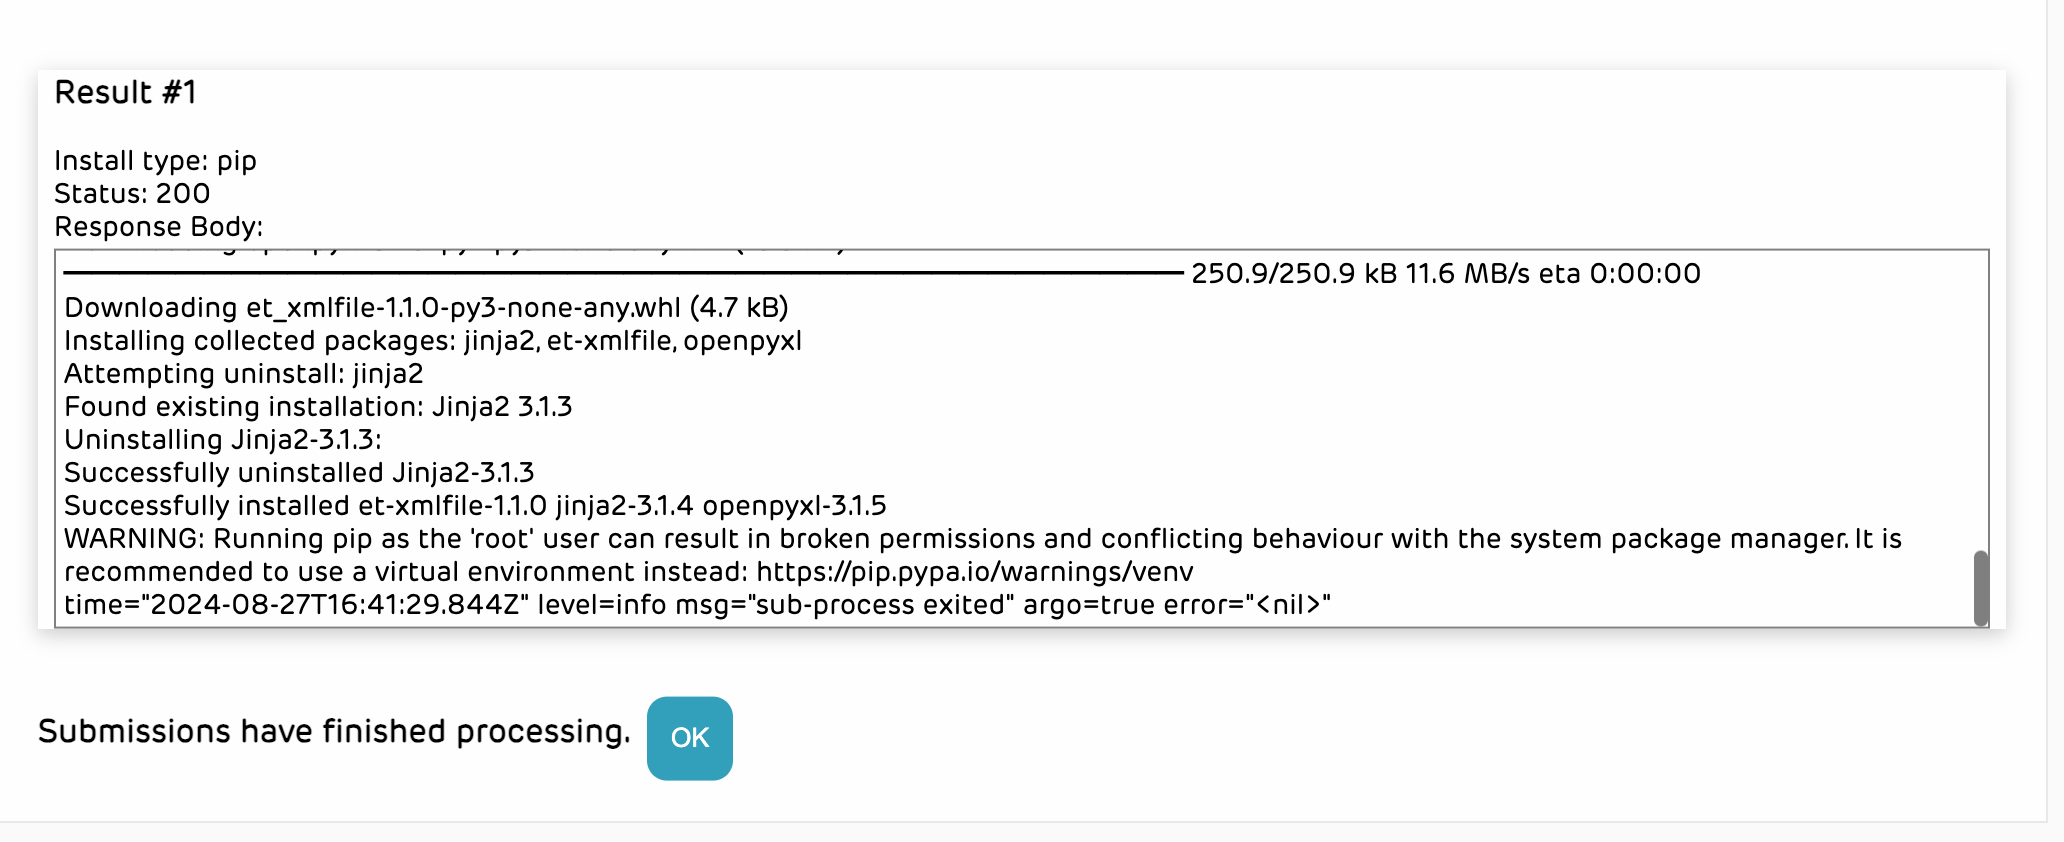 Result #1
Install type: pip
Status: 200
Response Body:
250.9/250.9 kB 11.6 MB/s eta 0:00:00
Downloading et_xmlfile-1.1.0-py3-none-any.whl (4.7 kB)
Installing collected packages: jinja2, et-xmlfile, openpyxl
Attempting uninstall: jinja2
Found existing installation: Jinja2 3.1.3
Uninstalling Jinja2-3.1.3:
Successfully uninstalled Jinja2-3.1.3
Successfully installed et-xmlfile-1.1.0 jinja2-3.1.4 openpyxl-3.1.5
WARNING: Running pip as the 'root' user can result in broken permissions and conflicting behaviour with the system package manager. It is
recommended to use a virtual environment instead: https://pip.pypa.io/warnings/venv
time="2024-08-27T16:41:29.844Z" level=info msg="sub-process exited" argo=true error="<nil>"
Submissions have finished processing. OK